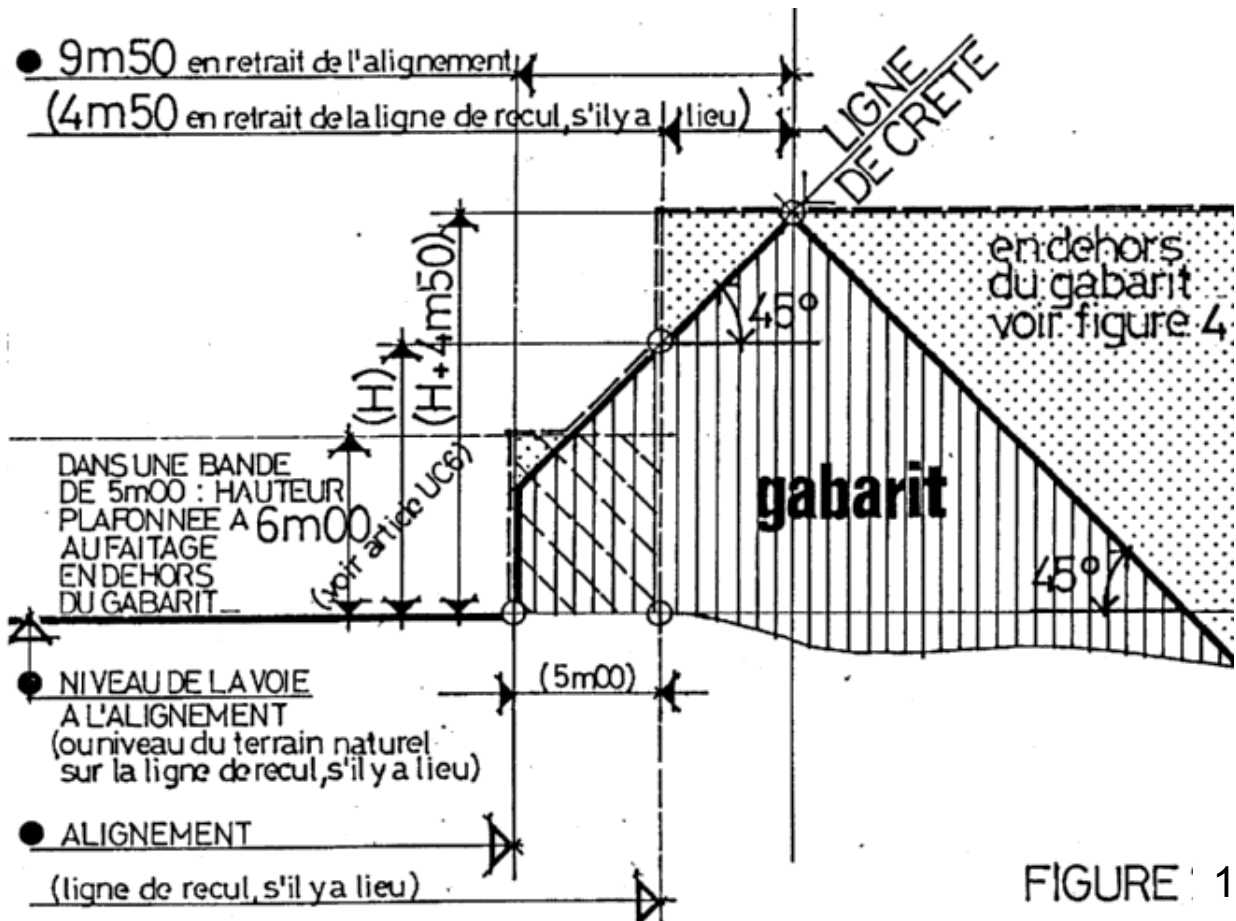 9m50 en retrait de l'alignement
(4m50 en retrait de la ligne de recul, s'il y a lieu)
LIGNE
DE CRETE
en dehors
du gabarit
voir figure 4
45°
(H)
(H+4m50)
DANS UNE BANDE
DE 5m00 : HAUTEUR
PLAFONNEE A 6m00
AU FAITAGE
EN DEHORS
DU GABARIT
(voir article UC6)
gabarit
45°
(5m00)
NIVEAU DE LA VOIE
A L'ALIGNEMENT
(ou niveau du terrain naturel
sur la ligne de recul, s'il y a lieu)
ALIGNEMENT
(ligne de recul, s'il y a lieu)
FIGURE 1